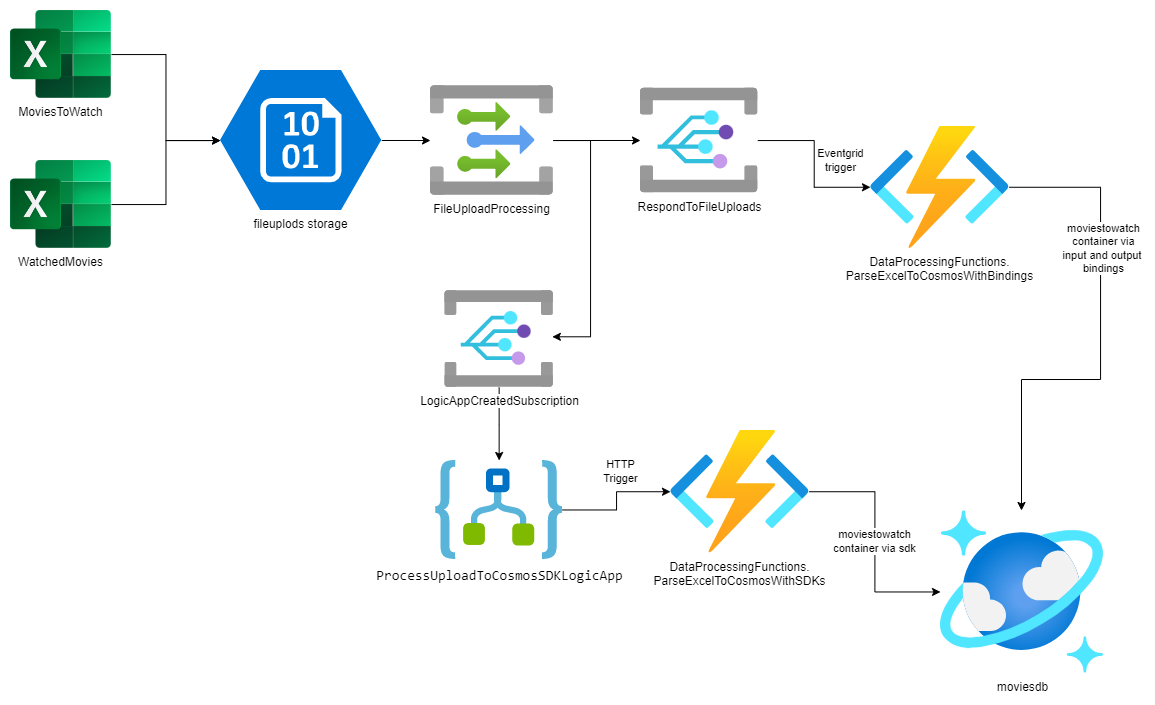 X
MoviesToWatch
X
WatchedMovies
10
01
fileuplods storage
FileUploadProcessing
RespondToFileUploads
Eventgrid
trigger
DataProcessingFunctions.
ParseExcelToCosmosWithBindings
moviestowatch
container via
input and output
bindings
LogicAppCreatedSubscription
ProcessUploadToCosmosSDKLogicApp
HTTP
Trigger
DataProcessingFunctions.
ParseExcelToCosmosWithSDKs
moviestowatch
container via sdk
moviesdb